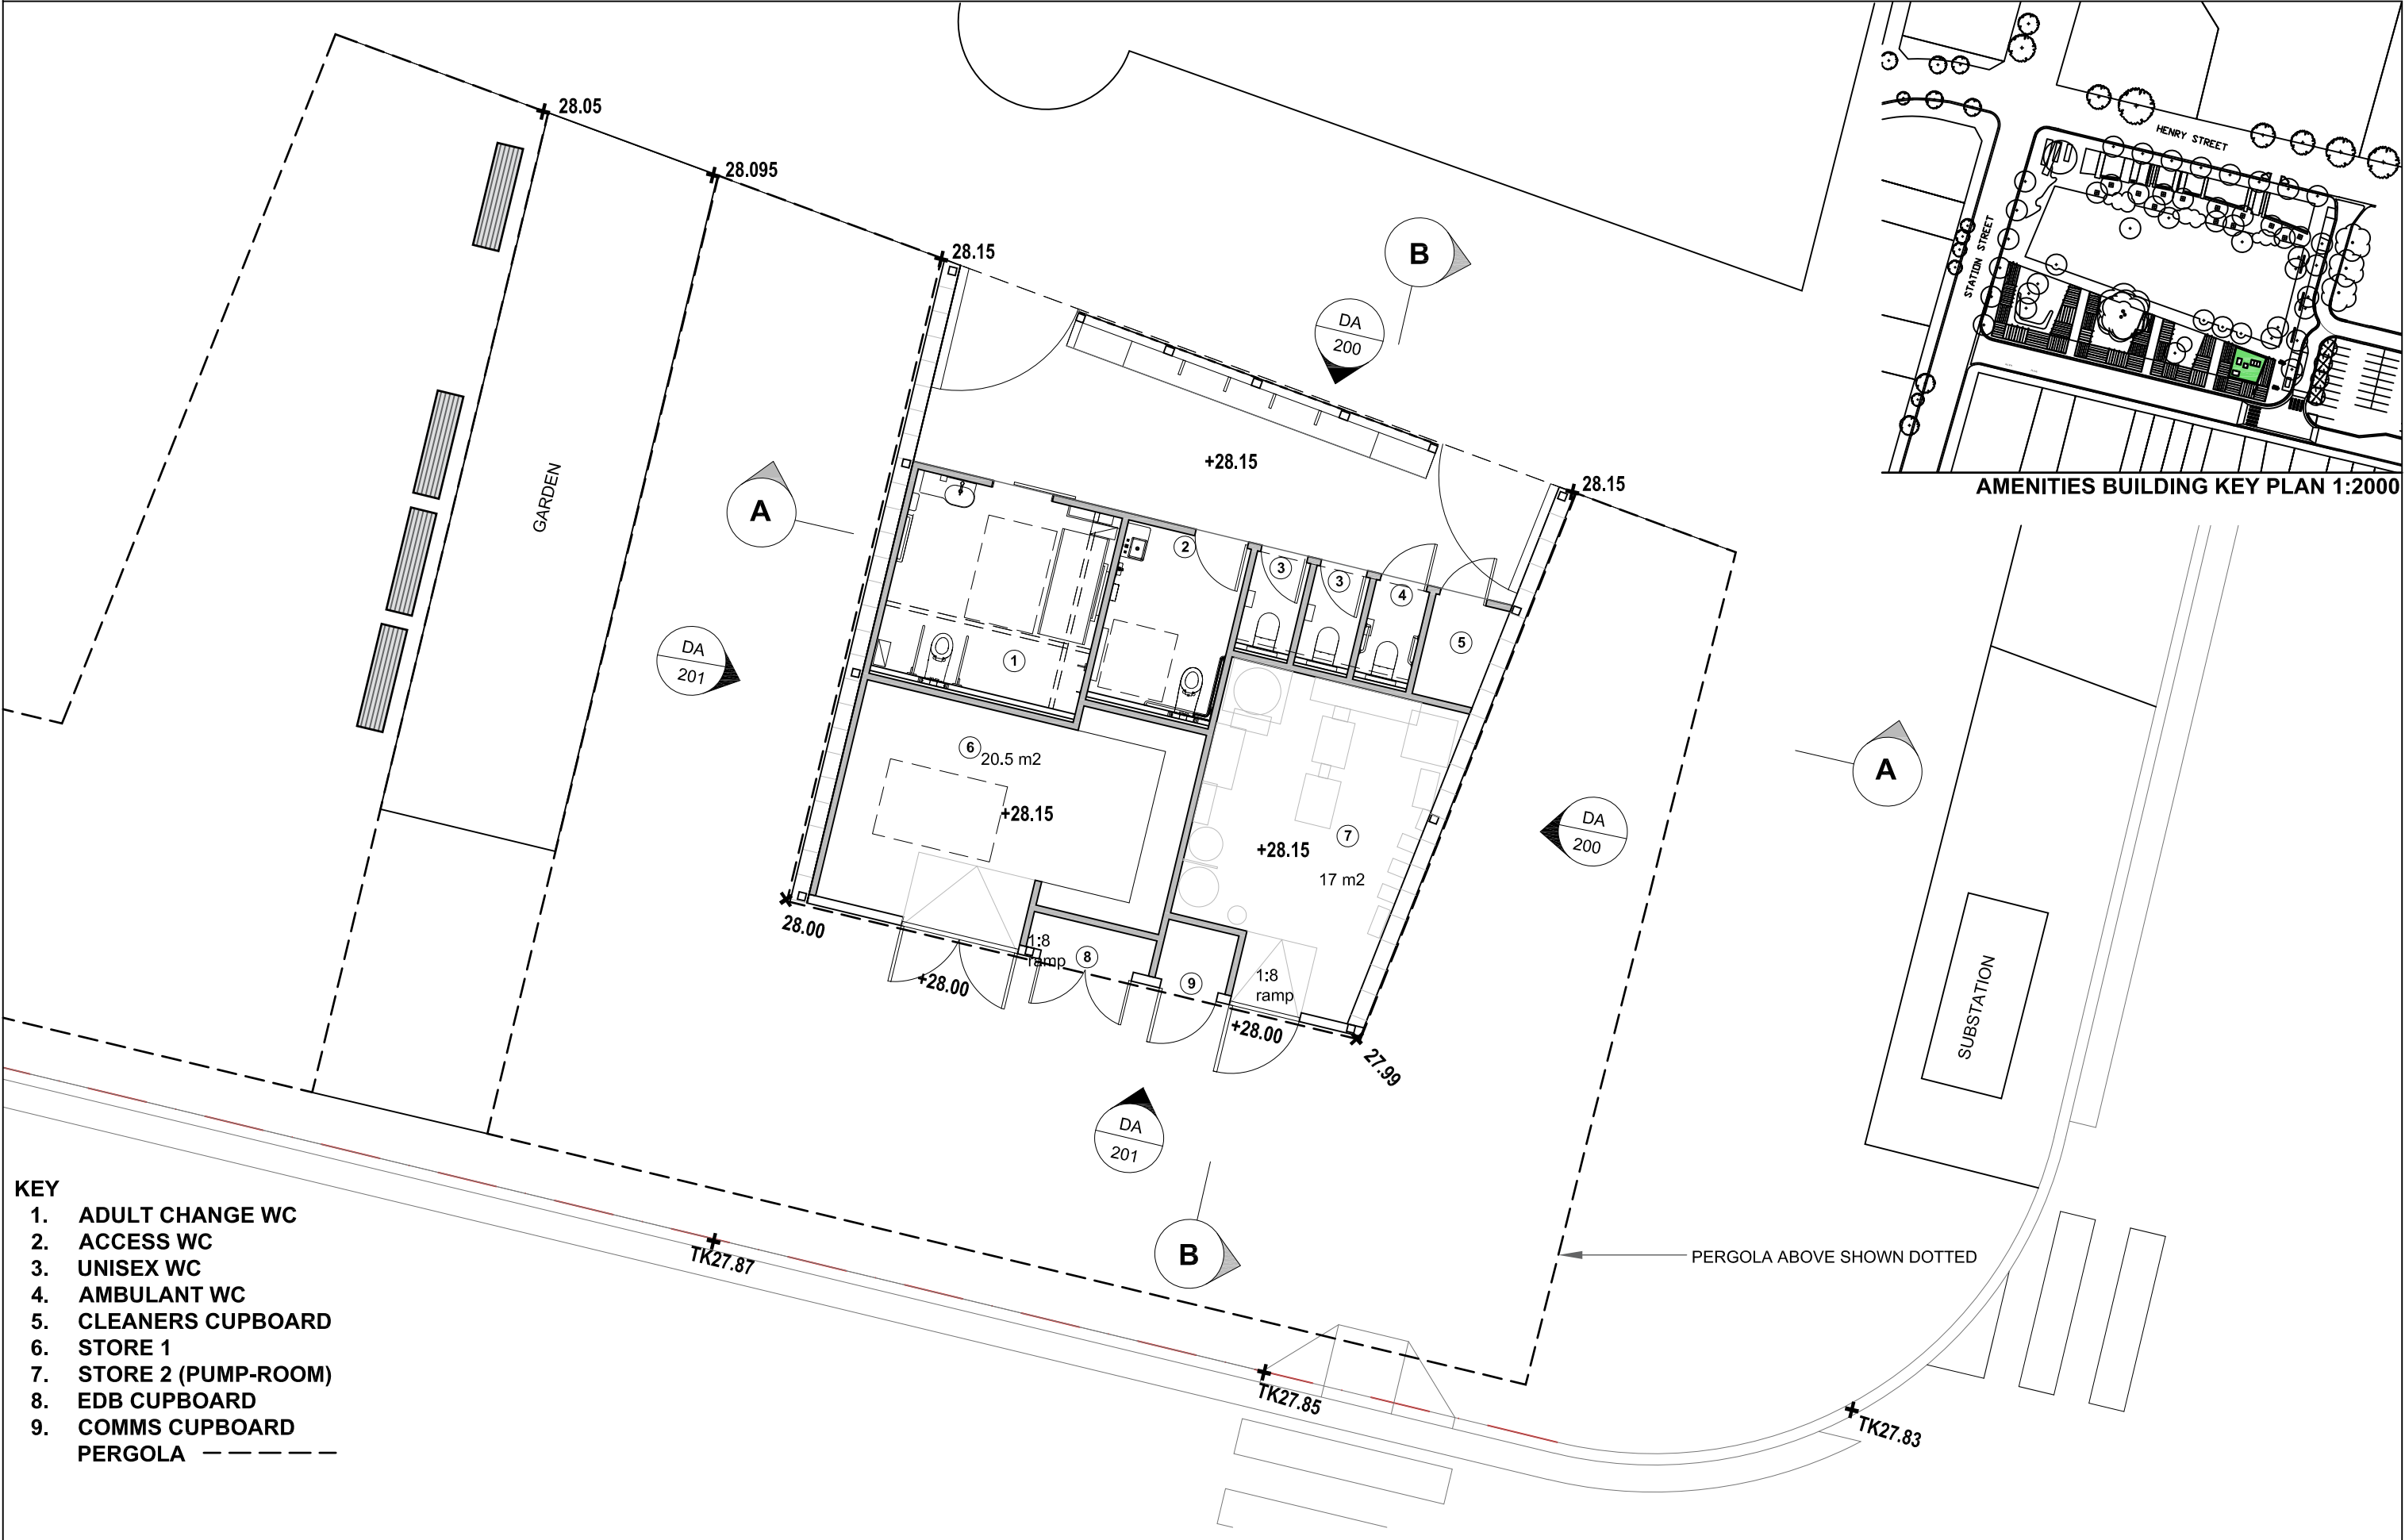 28.05
28.095
28.15
B
DA
200
HENRY STREET
STATION STREET
AMENITIES BUILDING KEY PLAN 1:2000
+28.15
28.15
GARDEN
A
2
3
3
4
5
1
DA
201
6
20.5 m2
+28.15
7
+28.15
17 m2
DA
200
A
28.00
1:8
ramp
8
9
1:8
ramp
+28.00
+28.00
27.99
SUBSTATION
DA
201
B
PERGOLA ABOVE SHOWN DOTTED
TK27.87
TK27.85
TK27.83
KEY
1. ADULT CHANGE WC
2. ACCESS WC
3. UNISEX WC
4. AMBULANT WC
5. CLEANERS CUPBOARD
6. STORE 1
7. STORE 2 (PUMP-ROOM)
8. EDB CUPBOARD
9. COMMS CUPBOARD
PERGOLA